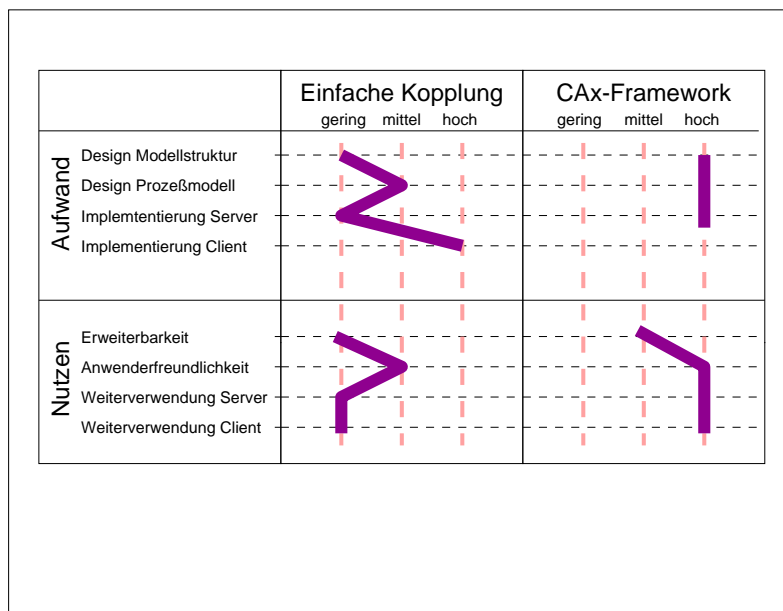 Einfache Kopplung CAx-Framework
gering mittel hoch gering mittel hoch
Aufwand
Design Modellstruktur
Design Prozeßmodell
Implemtentierung Server
Implementierung Client
Nutzen
Erweiterbarkeit
Anwenderfreundlichkeit
Weiterverwendung Server
Weiterverwendung Client